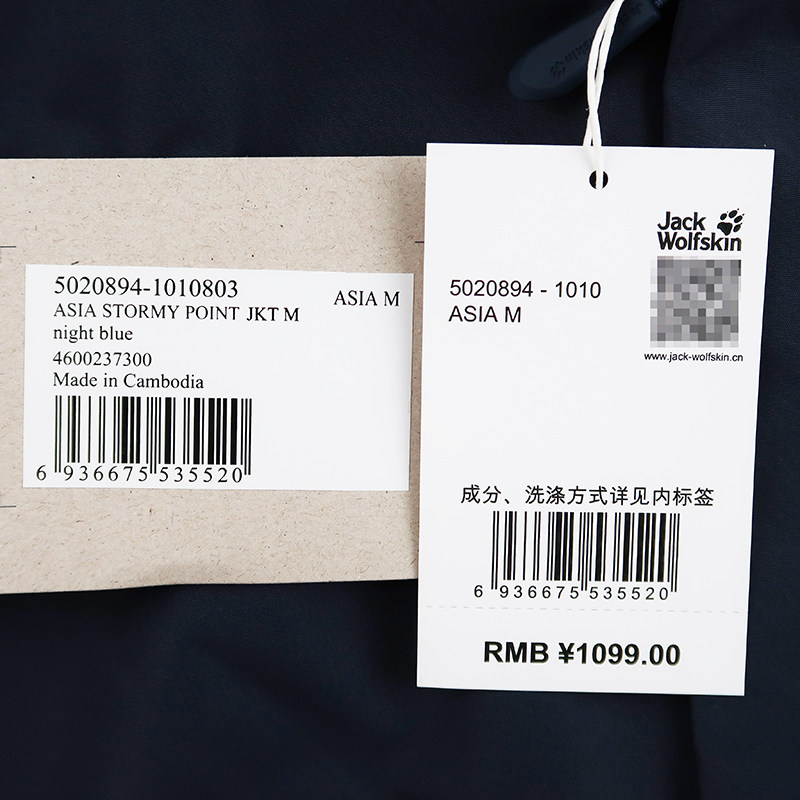 5020894-1010803
ASIA M
ASIA STORMY POINT JKT M
night blue
4600237300
Made in Cambodia
6 936675 535520
Jack
Wolfskin
5020894 - 1010
ASIA M
www.jack-wolfskin.cn
成分、洗涤方式详见内标签
6 936675 535520
RMB ¥1099.00